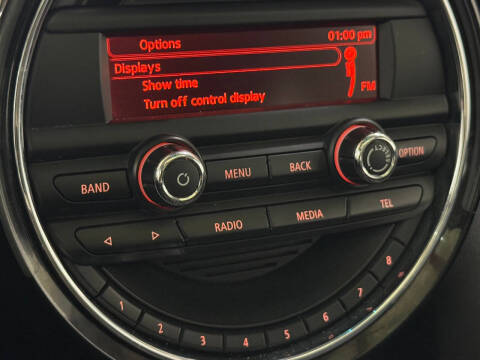 Options 01:00 pm
Displays
Show time
Turn off control display
FM
SELECT
BAND MENU BACK OPTION
RADIO MEDIA TEL
1 2 3 4 5 6 7 8